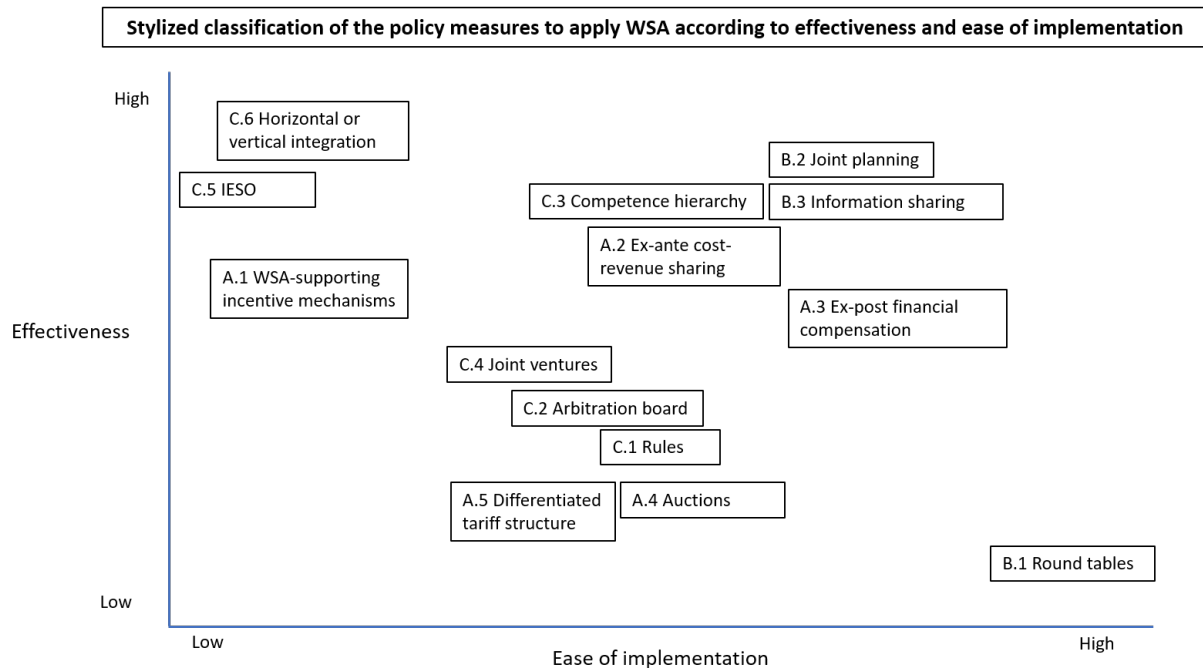 Stylized classification of the policy measures to apply WSA according to effectiveness and ease of implementation
High
C.6 Horizontal or
vertical integration
B.2 Joint planning
C.5 IESO
C.3 Competence hierarchy
B.3 Information sharing
A.2 Ex-ante cost-
revenue sharing
A.1 WSA-supporting
incentive mechanisms
A.3 Ex-post financial
compensation
Effectiveness
C.4 Joint ventures
C.2 Arbitration board
C.1 Rules
A.5 Differentiated
tariff structure
A.4 Auctions
B.1 Round tables
Low
Low
High
Ease of implementation